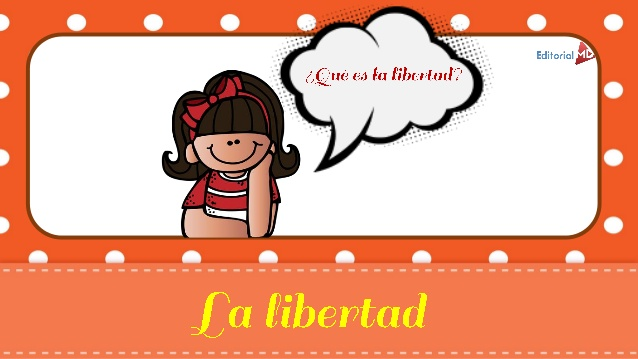 Editorial MD
¿Qué es la libertad?
La libertad